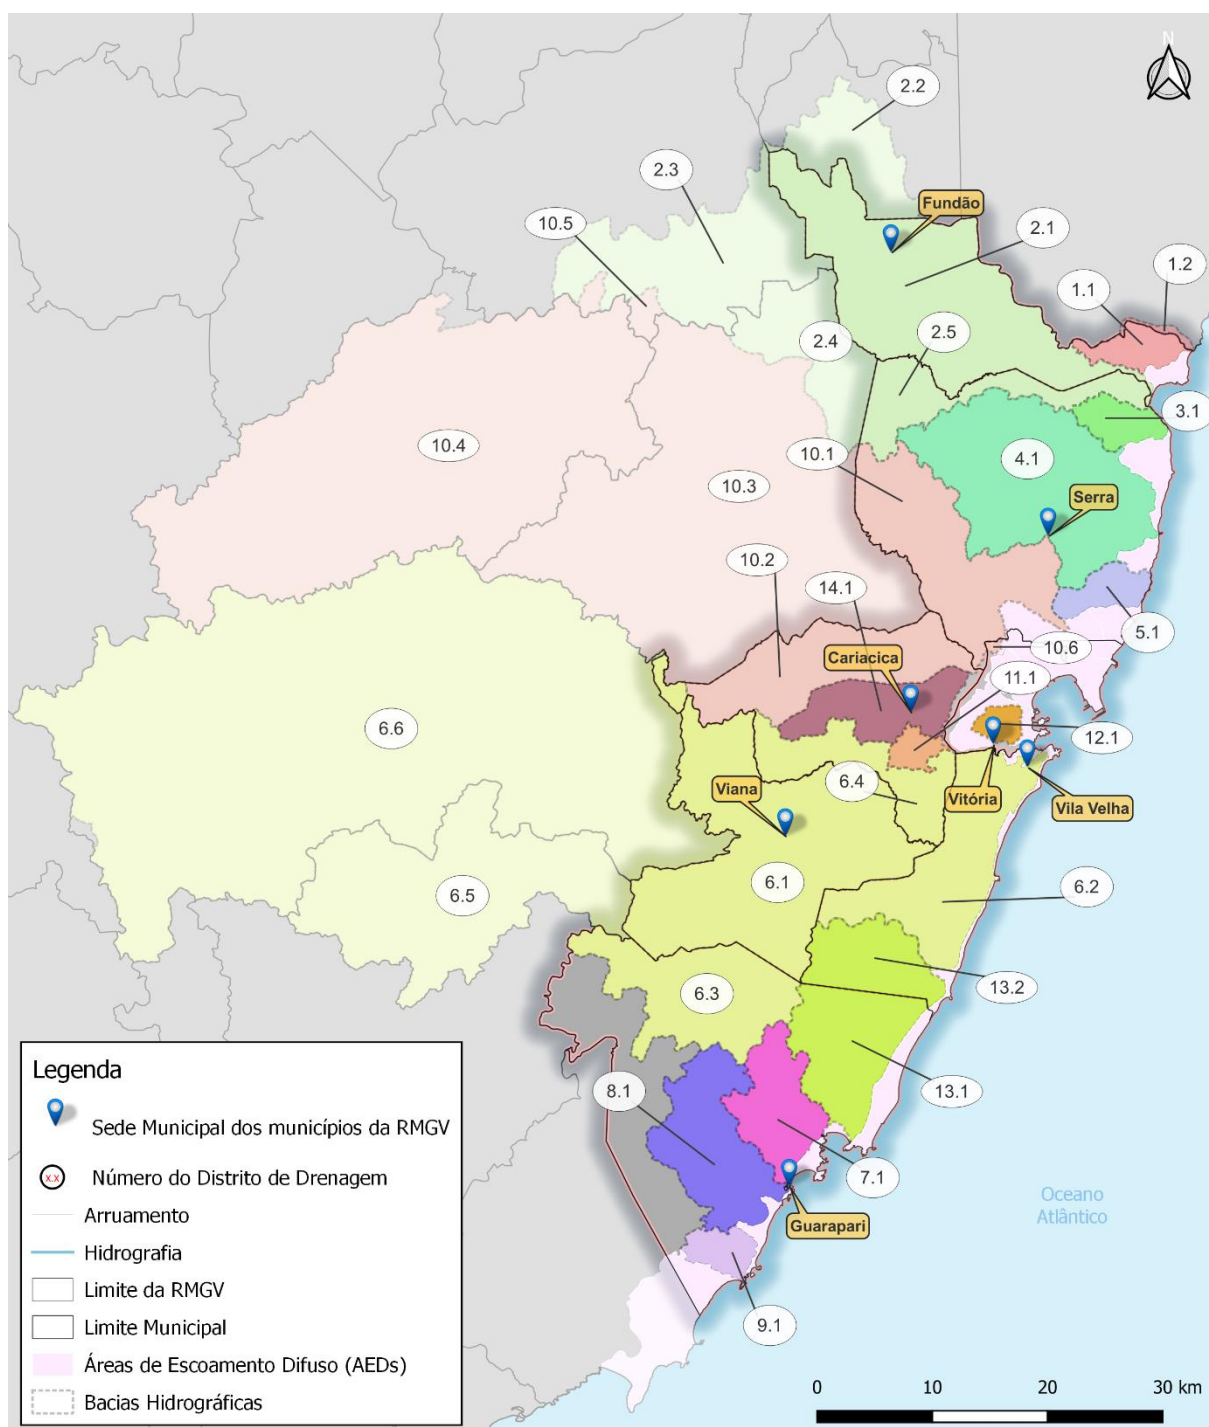 N
2.2
2.3
Fundão
10.5
2.1
1.2
1.1
2.4
2.5
3.1
10.4
10.1
4.1
10.3
Serra
10.2
14.1
5.1
Cariacica
10.6
11.1
6.6
12.1
6.4
Viana
Vitória
Vila Velha
6.1
6.2
6.5
13.2
6.3
Legenda
Sede Municipal dos municípios da RMGV
x.x
Número do Distrito de Drenagem
Arruamento
Hidrografia
Limite da RMGV
Limite Municipal
Áreas de Escoamento Difuso (AEDs)
Bacias Hidrográficas
8.1
13.1
7.1
Guarapari
Oceano
Atlântico
9.1
0 10 20 30 km